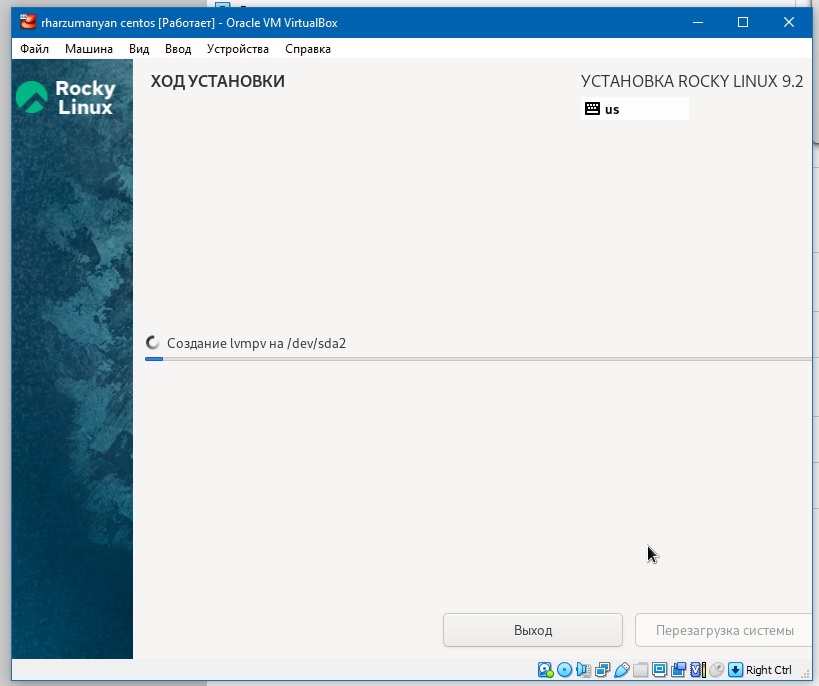 rharzumanyan centos [Работает] - Oracle VM VirtualBox
Файл Машина Вид Ввод Устройства Справка
Rocky
Linux
ХОД УСТАНОВКИ
УСТАНОВКА ROCKY LINUX 9.2
us
Создание lvmpv на /dev/sda2
Выход
Перезагрузка системы
Right Ctrl